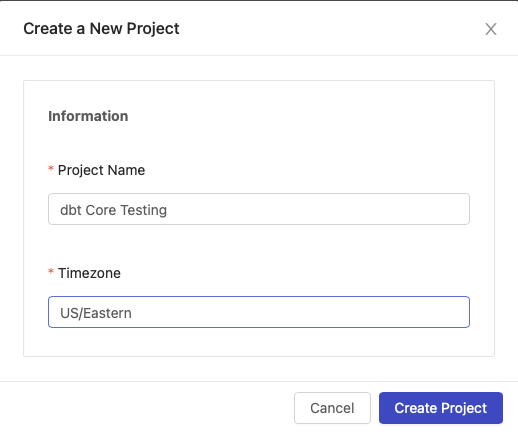 Create a New Project
Information
* Project Name
dbt Core Testing
* Timezone
US/Eastern
Cancel
Create Project